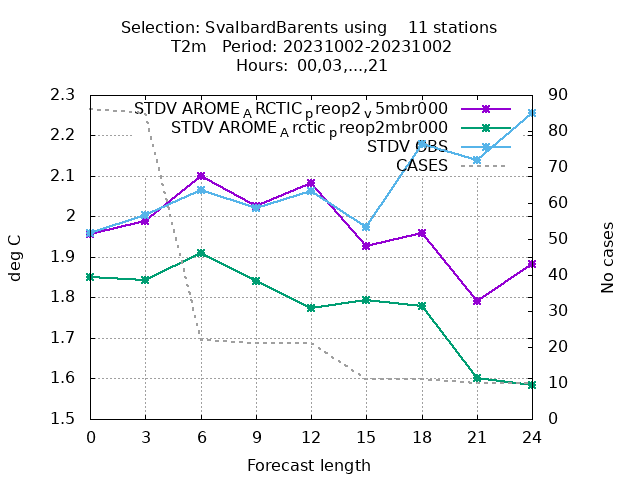 Selection: SvalbardBarents using    11 stations
T2m   Period: 20231002-20231002
Hours:  00,03,...,21
STDV AROME_ARCTIC_preop2_v5mbr000
STDV AROME_Arctic_preop2mbr000
STDV OBS
CASES
2.3
2.2
2.1
2
1.9
1.8
1.7
1.6
1.5
deg C
90
80
70
60
50
40
30
20
10
0
No cases
0 3 6 9 12 15 18 21 24
Forecast length